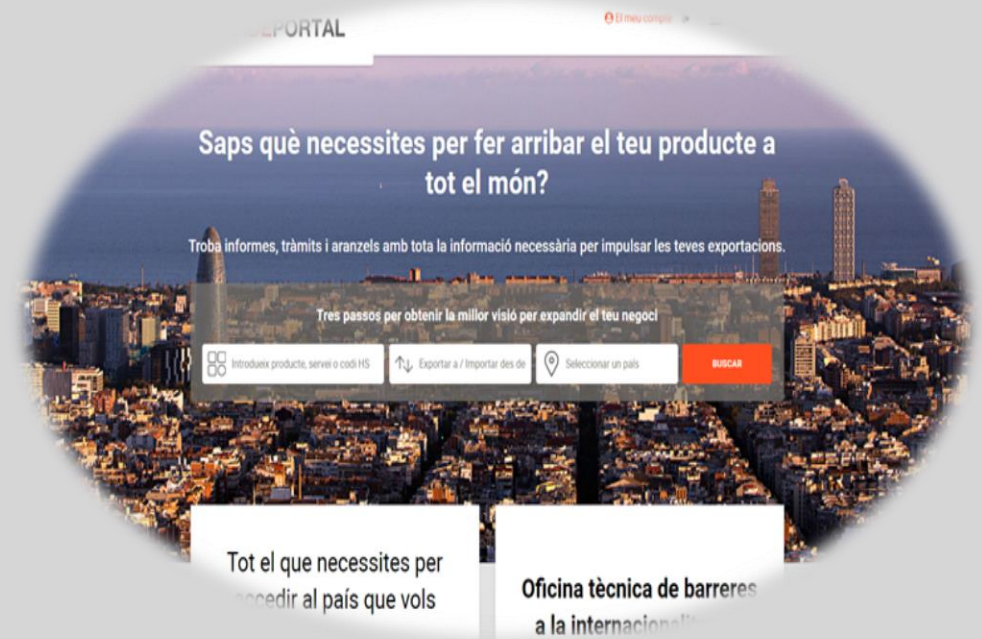 PORTAL
El meu compte
Saps què necessites per fer arribar el teu producte a
tot el món?
Troba informes, tràmits i aranzels amb tota la informació necessària per impulsar les teves exportacions.
Tres passos per obtenir la millor visió per expandir el teu negoci
Introdueix producte, servei o codi HS
Exportar a / Importar des de
Seleccionar un país
BUSCAR
Tot el que necessites per
al país que vols
Oficina tècnica de barreres
a la